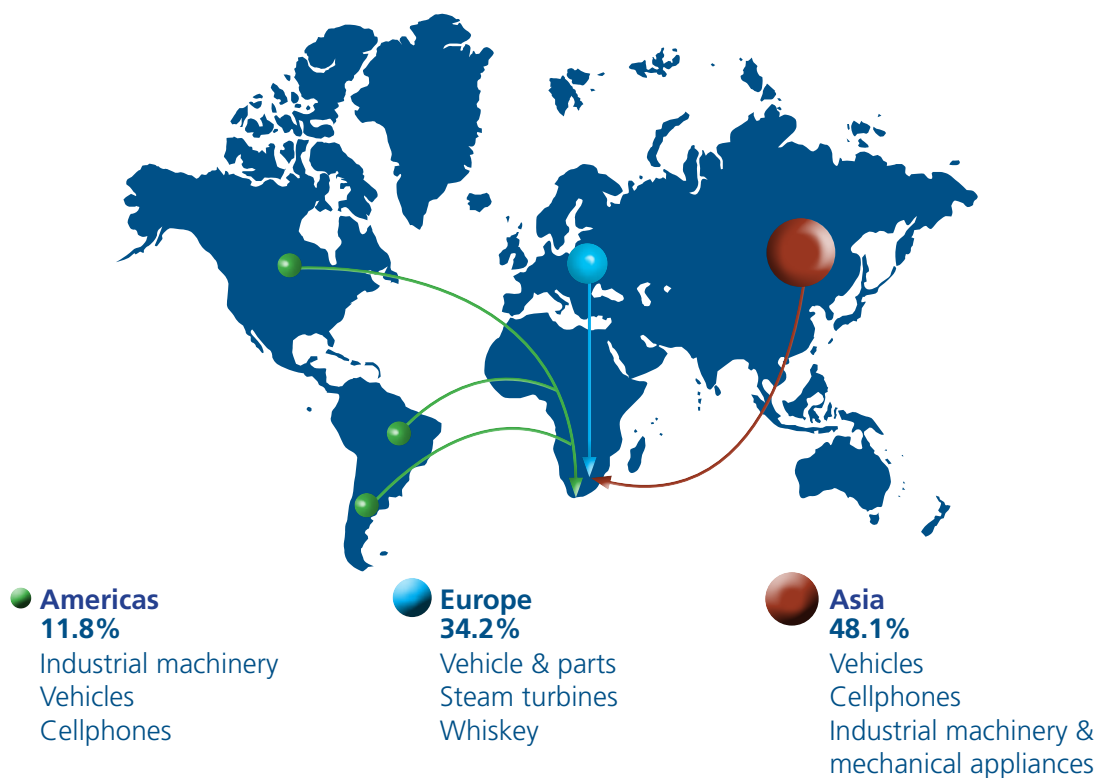 Americas
11.8%
Industrial machinery
Vehicles
Cellphones
Europe
34.2%
Vehicle & parts
Steam turbines
Whiskey
Asia
48.1%
Vehicles
Cellphones
Industrial machinery &
mechanical appliances